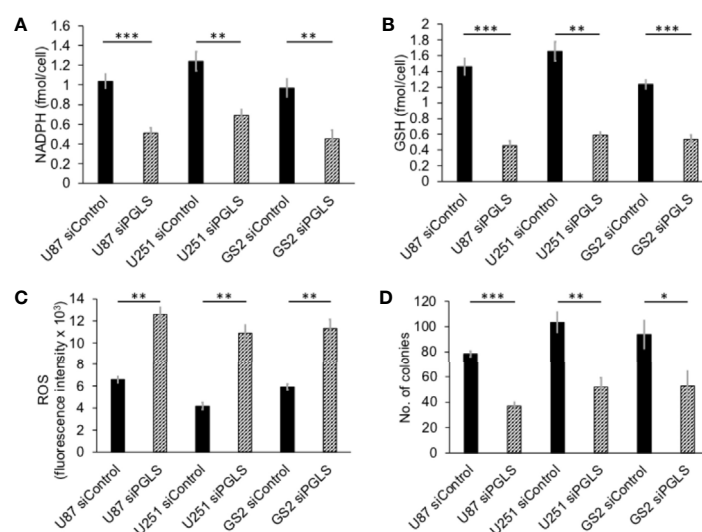 A
NADPH (fmol/cell)
1.6
1.4
1.2
1
0.8
0.6
0.4
0.2
0
***
**
**
U87 siControl
U87 siPGLS
U251 siControl
U251 siPGLS
GS2 siControl
GS2 siPGLS
B
GSH (fmol/cell)
2
1.8
1.6
1.4
1.2
1
0.8
0.6
0.4
0.2
0
***
**
***
U87 siControl
U87 siPGLS
U251 siControl
U251 siPGLS
GS2 siControl
GS2 siPGLS
C
ROS
(fluorescence intensity x 10³)
14
12
10
8
6
4
2
0
**
**
**
U87 siControl
U87 siPGLS
U251 siControl
U251 siPGLS
GS2 siControl
GS2 siPGLS
D
No. of colonies
120
100
80
60
40
20
0
***
**
*
U87 siControl
U87 siPGLS
U251 siControl
U251 siPGLS
GS2 siControl
GS2 siPGLS